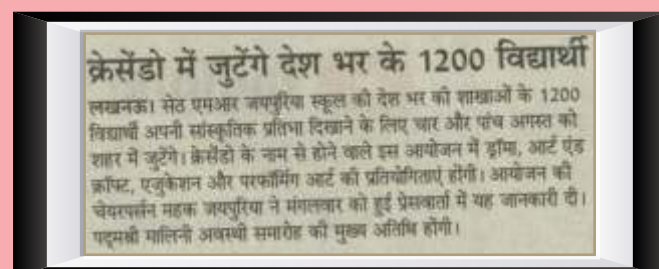 क्रेसेंडो में जुटेंगे देश भर के 1200 विद्यार्थी
लखनऊ। सेठ एमआर जयपुरिया स्कूल की देश भर की शाखाओं के 1200
विद्यार्थी अपनी सांस्कृतिक प्रतिभा दिखाने के लिए चार और पांच अगस्त को
शहर में जुटेंगे। क्रेसेंडो के नाम से होने वाले इस आयोजन में ड्रॉमा, आर्ट एंड
क्रॉफ्ट, एजुकेशन और परफॉर्मिंग आर्ट की प्रतियोगिताएं होंगी। आयोजन की
चेयरपर्सन महक जयपुरिया ने मंगलवार को हुई प्रेसवार्ता में यह जानकारी दी।
पद्मश्री मालिनी अवस्थी समारोह की मुख्य अतिथि होंगी।